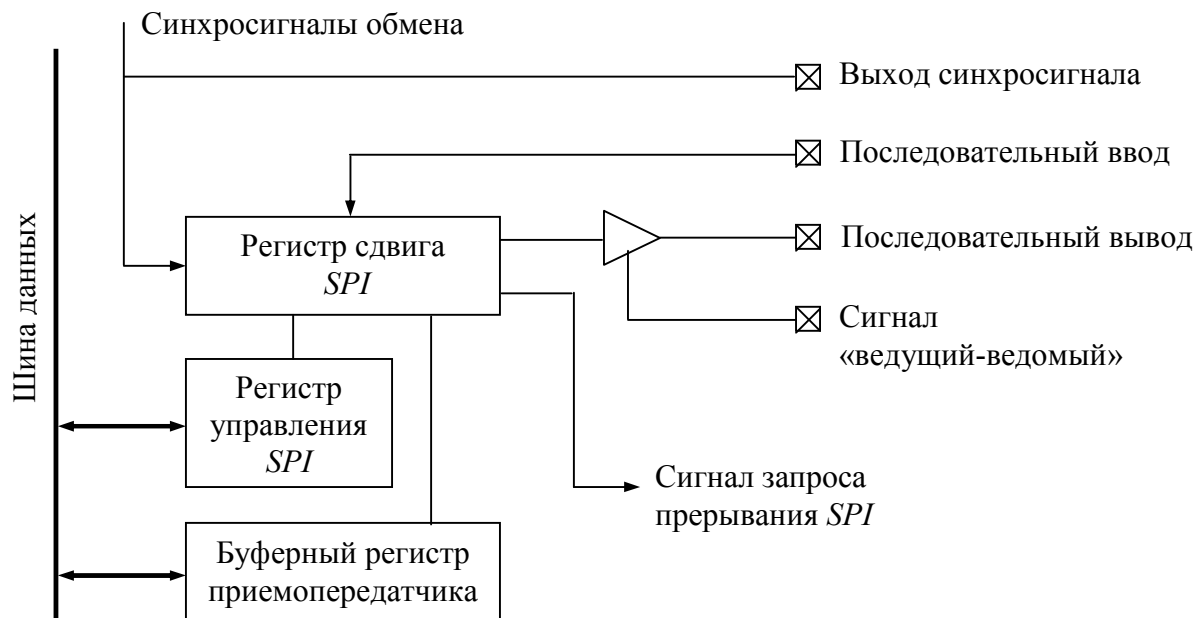 Синхросигналы обмена
Выход синхросигнала
Последовательный ввод
Регистр сдвига
SPI
Последовательный вывод
Сигнал
«ведущий-ведомый»
Шина данных
Регистр
управления
SPI
Сигнал запроса
прерывания SPI
Буферный регистр
приемопередатчика